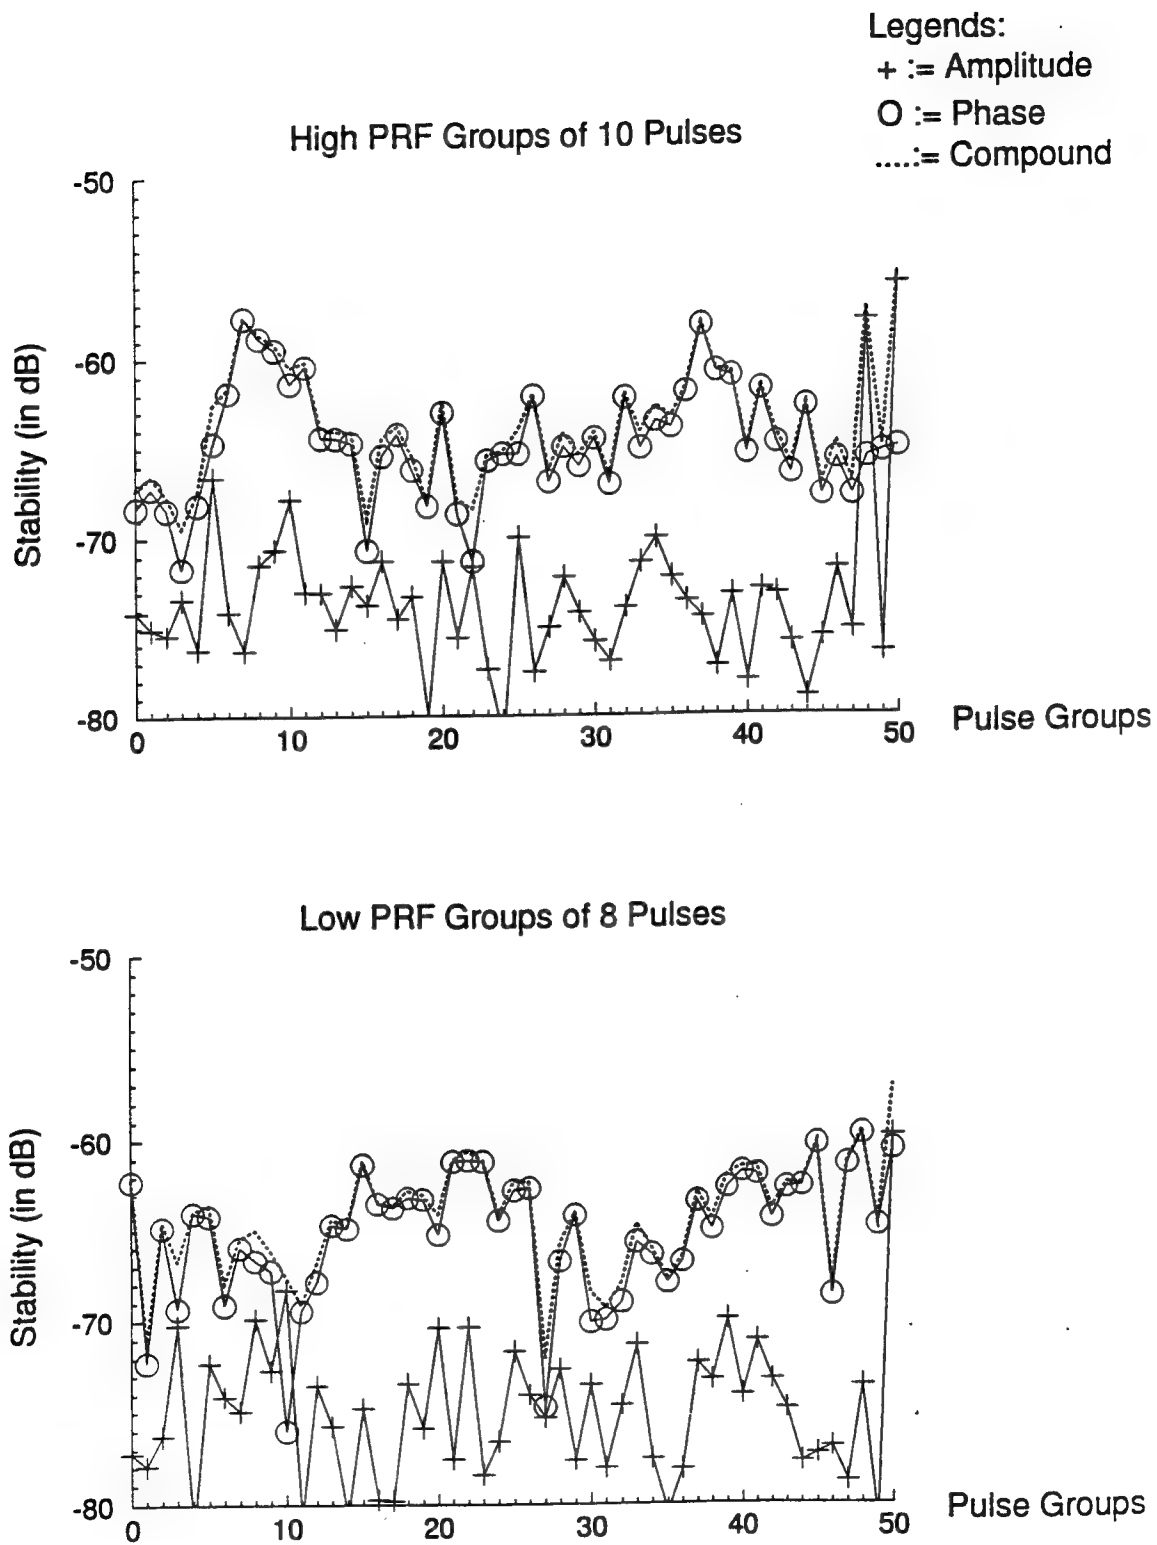 Legends:
+ := Amplitude
O := Phase
....:= Compound
High PRF Groups of 10 Pulses
-50
-60
-70
-80
Stability (in dB)
0 10 20 30 40 50
Pulse Groups
Low PRF Groups of 8 Pulses
-50
-60
-70
-80
Stability (in dB)
0 10 20 30 40 50
Pulse Groups